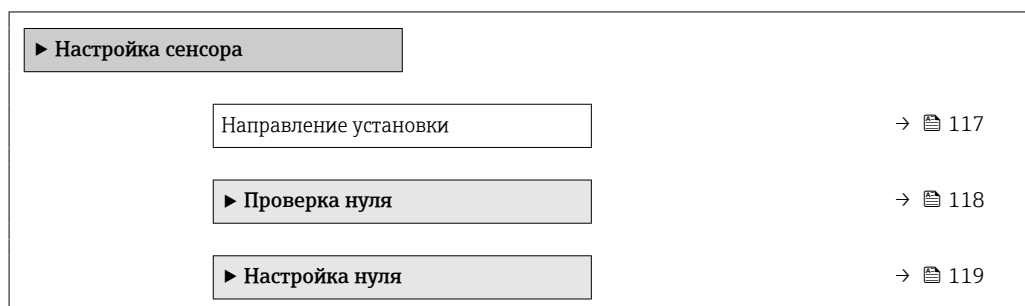 ► Настройка сенсора
Направление установки → 117
► Проверка нуля → 118
► Настройка нуля → 119